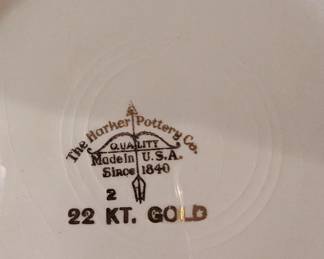 The Harker Pottery Co.
QUALITY
Made in U.S.A.
Since 1840
2
22 KT. GOLD